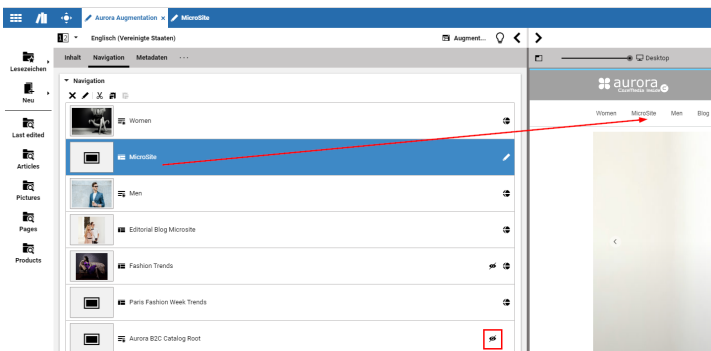 Aurora Augmentation × MicroSite
Englisch (Vereinigte Staaten) Augment...
Inhalt Navigation Metadaten ···
Desktop
Lesezeichen
Neu
Last edited
Articles
Pictures
Pages
Products
Navigation
Women
MicroSite
Men
Editorial Blog Microsite
Fashion Trends
Paris Fashion Week Trends
Aurora B2C Catalog Root
aurora
CoreMedia Inside
Women MicroSite Men Blog